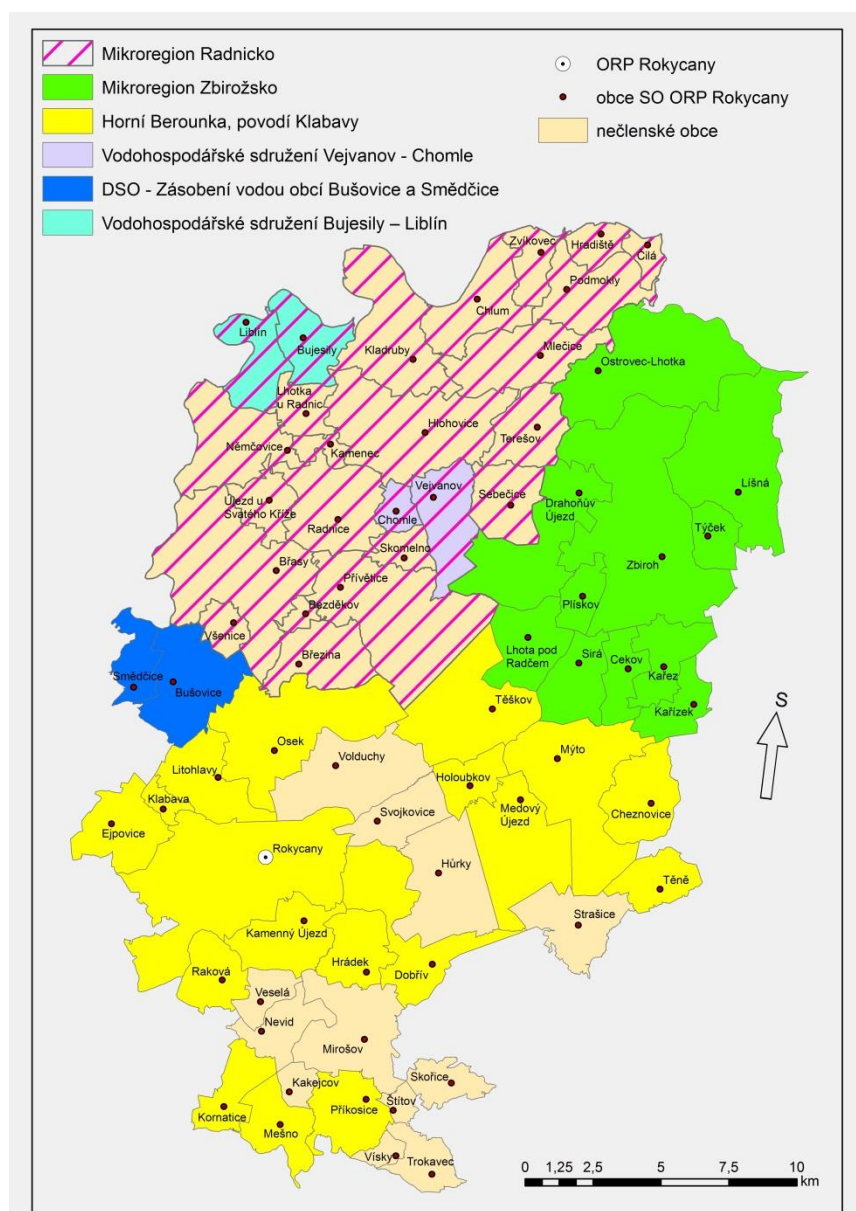 Mikroregion Radnicko
Mikroregion Zbirožsko
Horní Berounka, povodí Klabavy
Vodohospodářské sdružení Vejvanov - Chomle
DSO - Zásobení vodou obcí Bušovice a Smědčice
Vodohospodářské sdružení Bujesily – Liblín
ORP Rokycany
obce SO ORP Rokycany
nečlenské obce
Zvíkovec
Hradiště
Čilá
Podmokly
Chlum
Liblín
Bujesily
Kladruby
Mlečice
Ostrovec-Lhotka
Lhotka
u Radnic
Hlohovice
Terešov
Němčovice
Kamenec
Vejvanov
Sebečice
Drahoňův
Újezd
Líšná
Újezd u
Svatého Kříže
Chomle
Radnice
Týček
Skomelno
Zbiroh
Břasy
Přívětice
Plískov
Bezděkov
Všenice
Lhota pod
Radčem
Sirá
Cekov
Kařez
Březina
Smědčice
Bušovice
Kařízek
Těškov
S
Osek
Volduchy
Mýto
Litohlavy
Holoubkov
Klabava
Medový
Újezd
Cheznovice
Ejpovice
Svojkovice
Rokycany
Hůrky
Těně
Strašice
Kamenný Újezd
Hrádek
Dobřív
Raková
Veselá
Nevid
Mirošov
Skořice
Kakejcov
Štítov
Kornatice
Příkosice
Mešno
Vísky
Trokavec
0 1,25 2,5 5 7,5 10
km